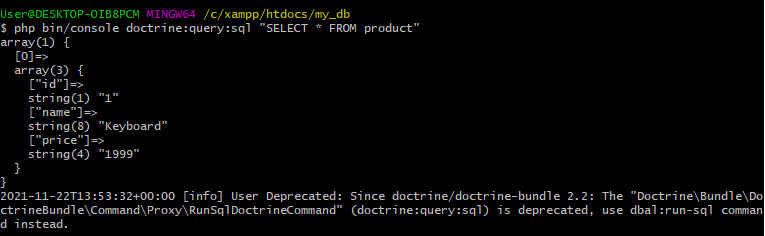 User@DESKTOP-OIB8PCM MINGW64 /c/xampp/htdocs/my_db
$ php bin/console doctrine:query:sql "SELECT * FROM product"
array(1) {
  [0]=>
  array(3) {
    ["id"]=>
    string(1) "1"
    ["name"]=>
    string(8) "Keyboard"
    ["price"]=>
    string(4) "1999"
  }
}
2021-11-22T13:53:32+00:00 [info] User Deprecated: Since doctrine/doctrine-bundle 2.2: The "Doctrine\Bundle\Do
ctrineBundle\Command\Proxy\RunSqlDoctrineCommand" (doctrine:query:sql) is deprecated, use dbal:run-sql comman
d instead.